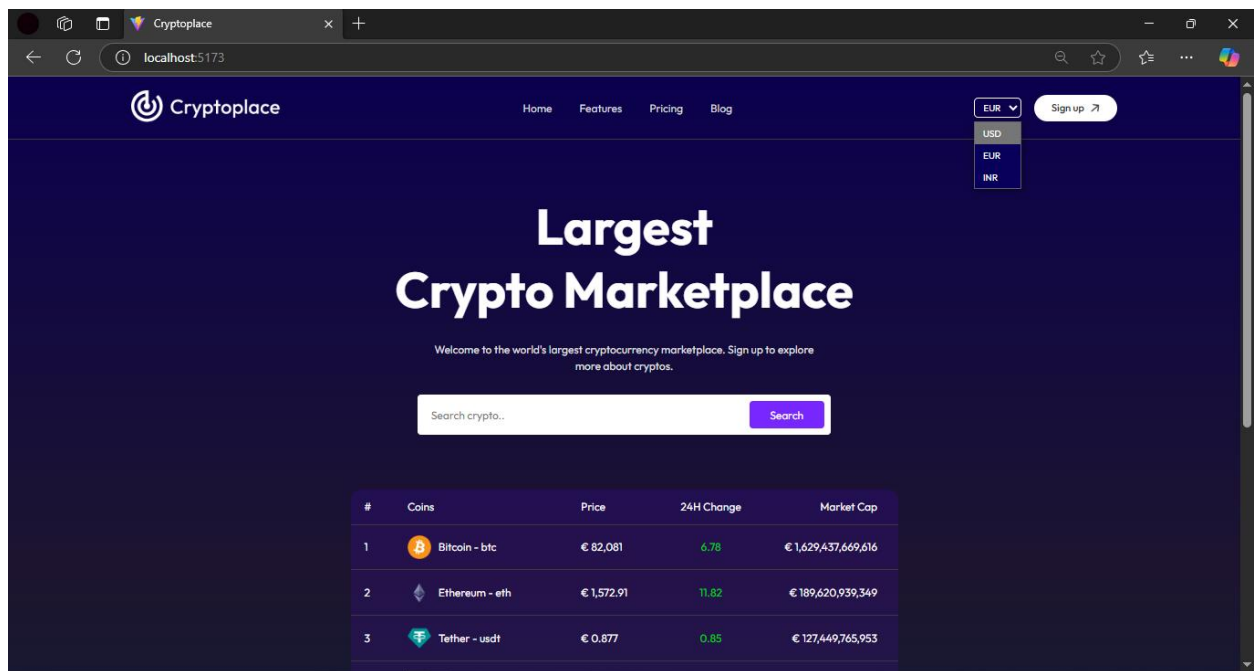 Cryptoplace
localhost:5173
Cryptoplace Home Features Pricing Blog EUR Sign up
USD
EUR
INR
Largest
Crypto Marketplace
Welcome to the world's largest cryptocurrency marketplace. Sign up to explore
more about cryptos.
Search crypto.. Search
# Coins Price 24H Change Market Cap
1 Bitcoin - btc € 82,081 6.78 € 1,629,437,669,616
2 Ethereum - eth € 1,572.91 11.82 € 189,620,939,349
3 Tether - usdt € 0.877 0.85 € 127,449,765,953